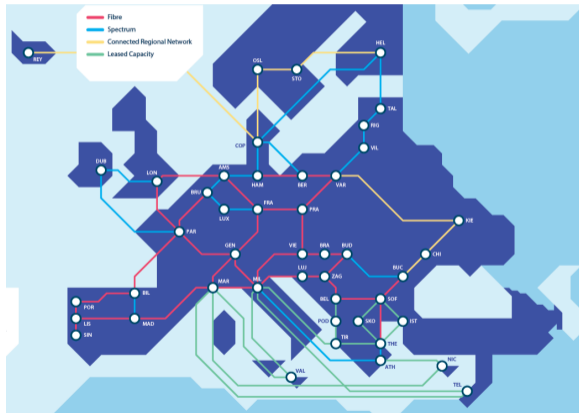 Fibre
Spectrum
Connected Regional Network
Leased Capacity
REY
OSL
STO
HEL
TAL
RIG
VIL
COP
DUB
LON
AMS
HAM
BER
VAR
BRU
LUX
FRA
PRA
KIE
PAR
GEN
VIE
BRA
BUD
CHI
LUJ
ZAG
BUC
MAR
MIL
BIL
POR
LIS
SIN
MAD
BEL
SOF
POD
SKO
IST
TIR
THE
ATH
NIC
VAL
TEL